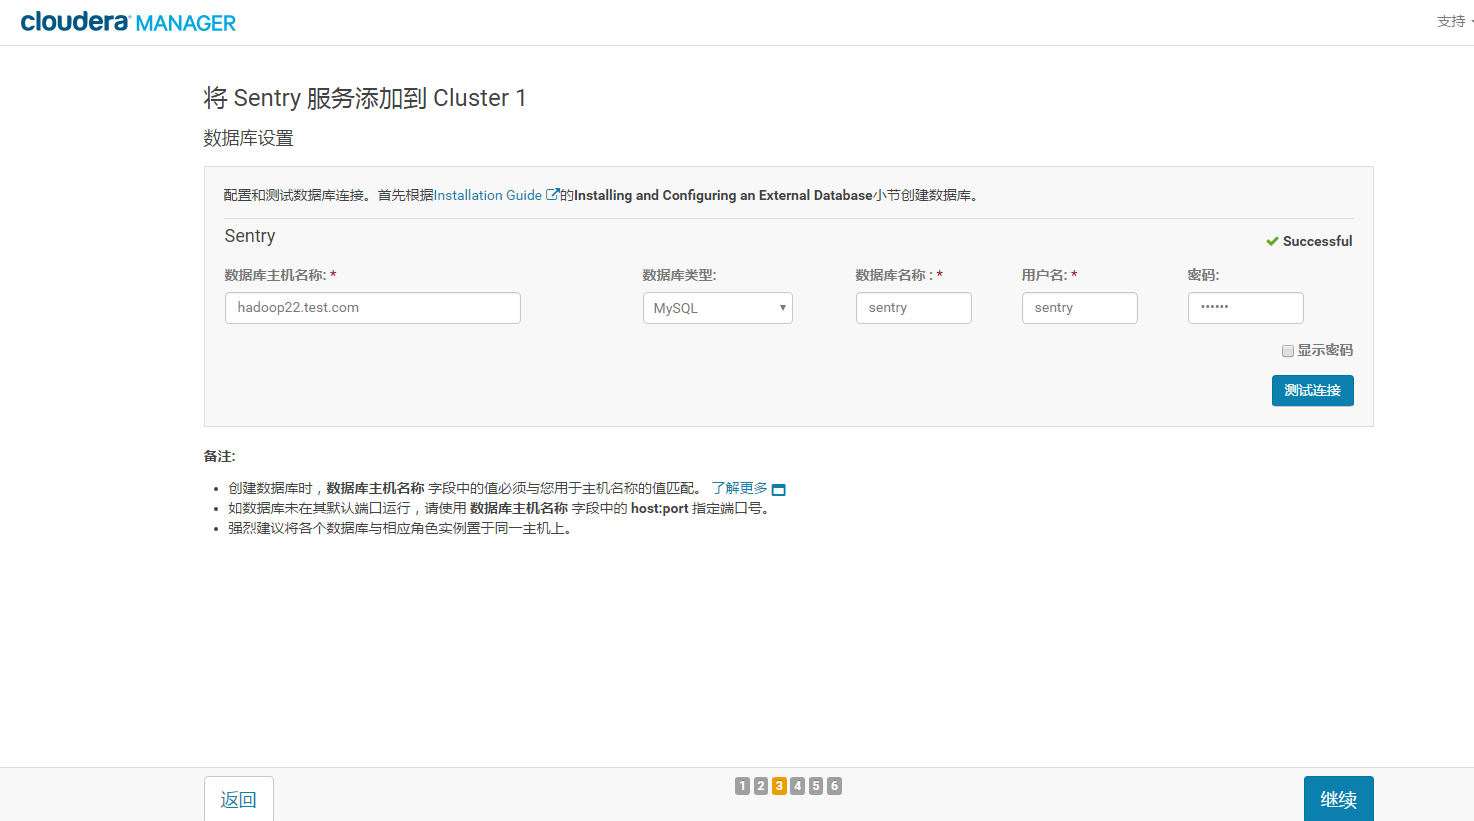 cloudera MANAGER
支持
将 Sentry 服务添加到 Cluster 1
数据库设置
配置和测试数据库连接。首先根据Installation Guide 的Installing and Configuring an External Database小节创建数据库。
Sentry
Successful
数据库主机名称: * 数据库类型: 数据库名称 : * 用户名: * 密码:
hadoop22.test.com MySQL sentry sentry ••••••
显示密码
测试连接
备注:
• 创建数据库时，数据库主机名称 字段中的值必须与您用于主机名称的值匹配。 了解更多
• 如数据库未在其默认端口运行，请使用 数据库主机名称 字段中的 host:port 指定端口号。
• 强烈建议将各个数据库与相应角色实例置于同一主机上。
返回 1 2 3 4 5 6 继续